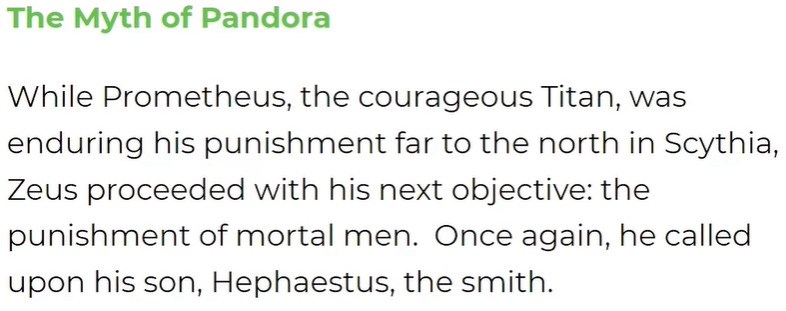 The Myth of Pandora
While Prometheus, the courageous Titan, was
enduring his punishment far to the north in Scythia,
Zeus proceeded with his next objective: the
punishment of mortal men.  Once again, he called
upon his son, Hephaestus, the smith.